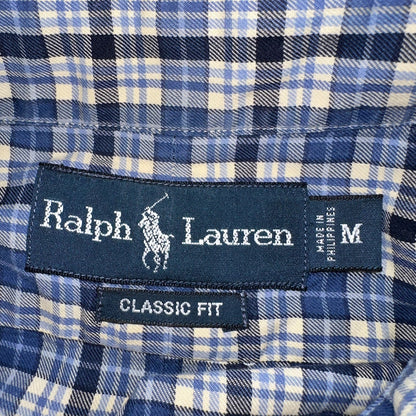 Ralph Lauren
MADE IN
PHILIPPINES
M
CLASSIC FIT